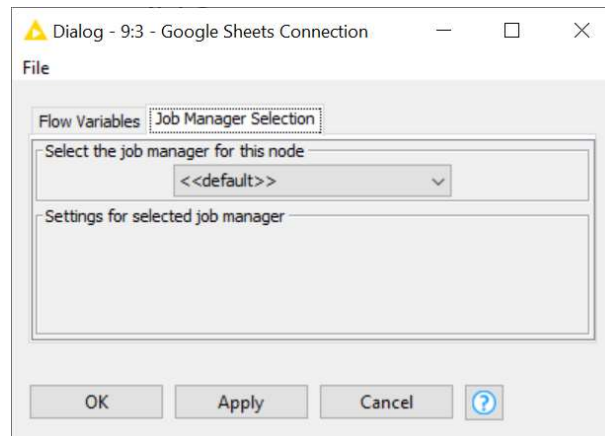 Dialog - 9:3 - Google Sheets Connection
File
Flow Variables Job Manager Selection
Select the job manager for this node
<<default>>
Settings for selected job manager
OK Apply Cancel ?